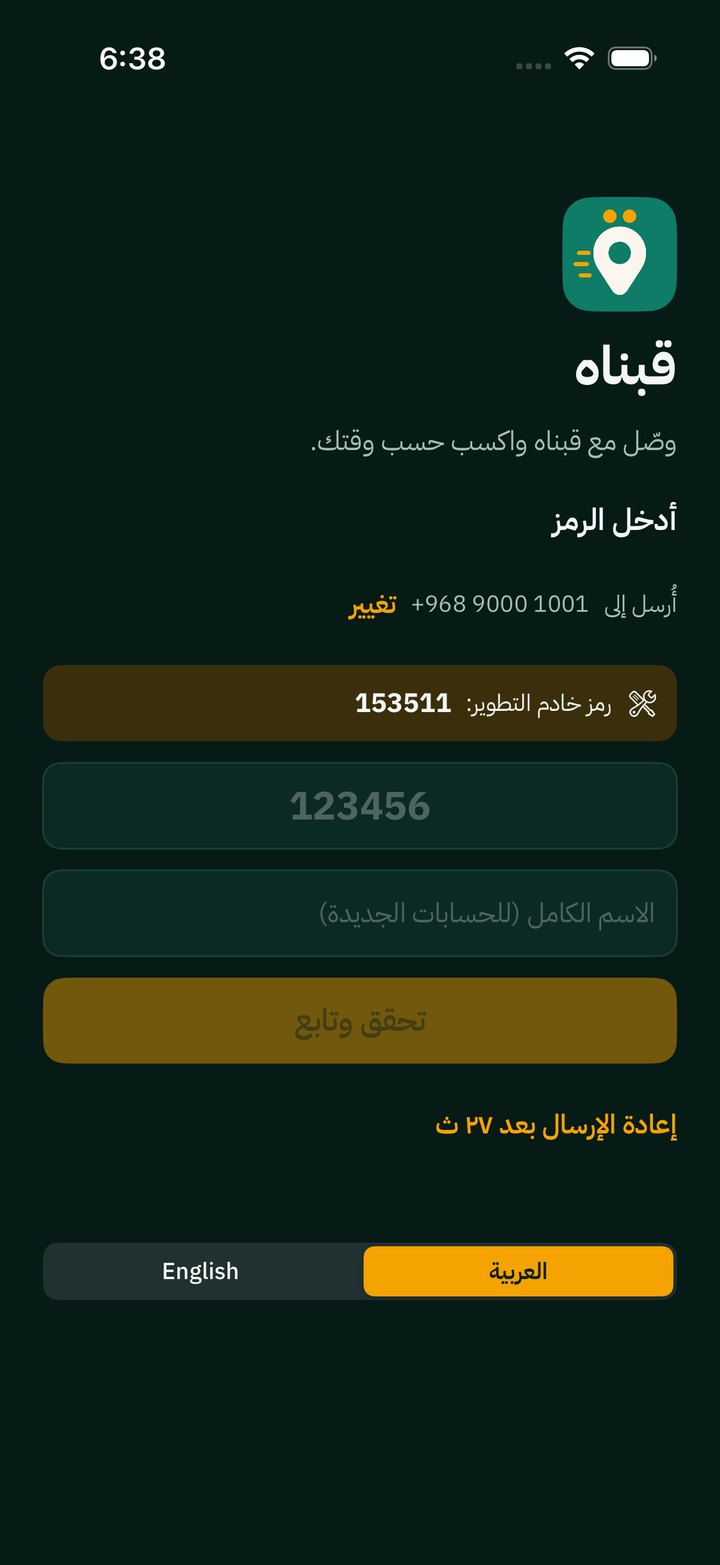 6:38
قبناه
وصّل مع قبناه واكسب حسب وقتك.
أدخل الرمز
أُرسل إلى +968 9000 1001 تغيير
رمز خادم التطوير: 153511
123456
الاسم الكامل (للحسابات الجديدة)
تحقق وتابع
إعادة الإرسال بعد ٢٧ ث
العربية English